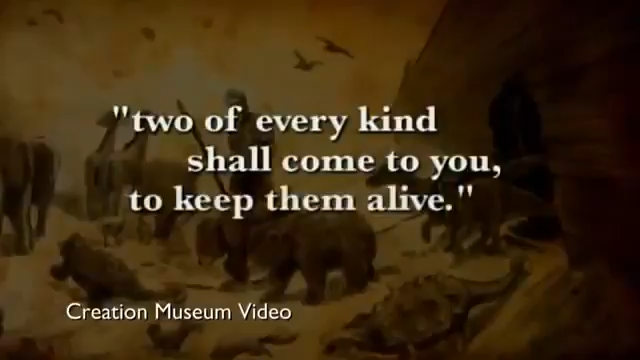 "two of every kind
shall come to you,
to keep them alive."
Creation Museum Video